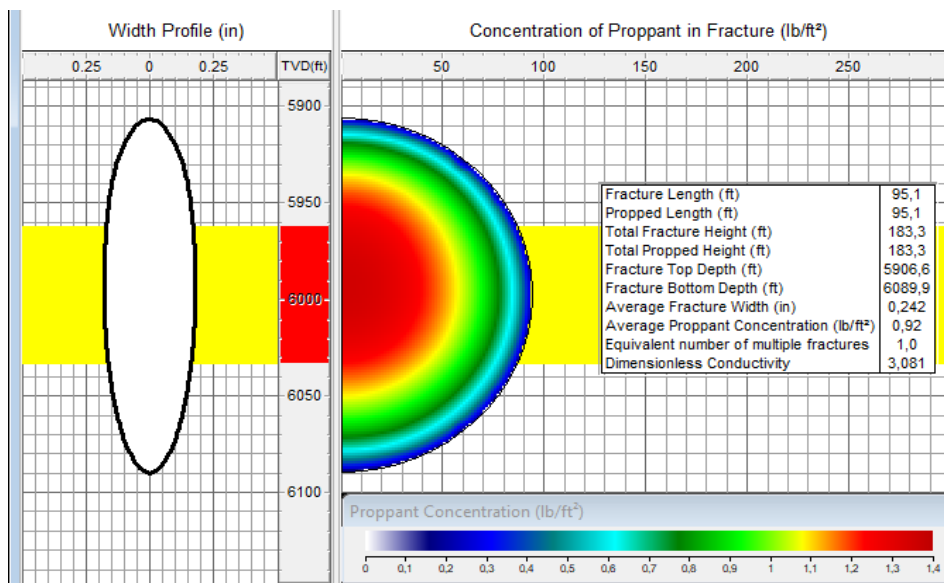 Width Profile (in)
Concentration of Proppant in Fracture (lb/ft²)
0.25 0 0.25 TVD(ft) 50 100 150 200 250
5900
5950
6000
6050
6100
Fracture Length (ft) 95,1
Propped Length (ft) 95,1
Total Fracture Height (ft) 183,3
Total Propped Height (ft) 183,3
Fracture Top Depth (ft) 5906,6
Fracture Bottom Depth (ft) 6089,9
Average Fracture Width (in) 0,242
Average Proppant Concentration (lb/ft²) 0,92
Equivalent number of multiple fractures 1,0
Dimensionless Conductivity 3,081
Proppant Concentration (lb/ft²)
0 0,1 0,2 0,3 0,4 0,5 0,6 0,7 0,8 0,9 1 1,1 1,2 1,3 1,4